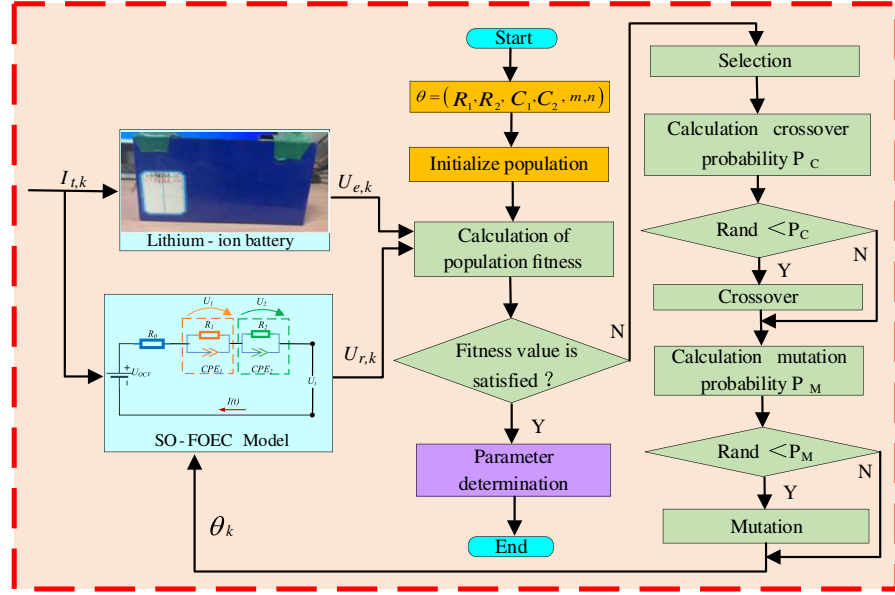 Start
θ = ( R1, R2, C1, C2, m,n )
Initialize population
Calculation of
population fitness
Fitness value is
satisfied ?
N
Y
Parameter
determination
End
It,k
Lithium - ion battery
Ue,k
U1
U2
R0
R1
R2
CPE1
CPE2
+
UOCV
Ut
I(t)
SO - FOEC Model
Ur,k
θk
Selection
Calculation crossover
probability P C
Rand <PC
N
Y
Crossover
Calculation mutation
probability P M
Rand <PM
N
Y
Mutation